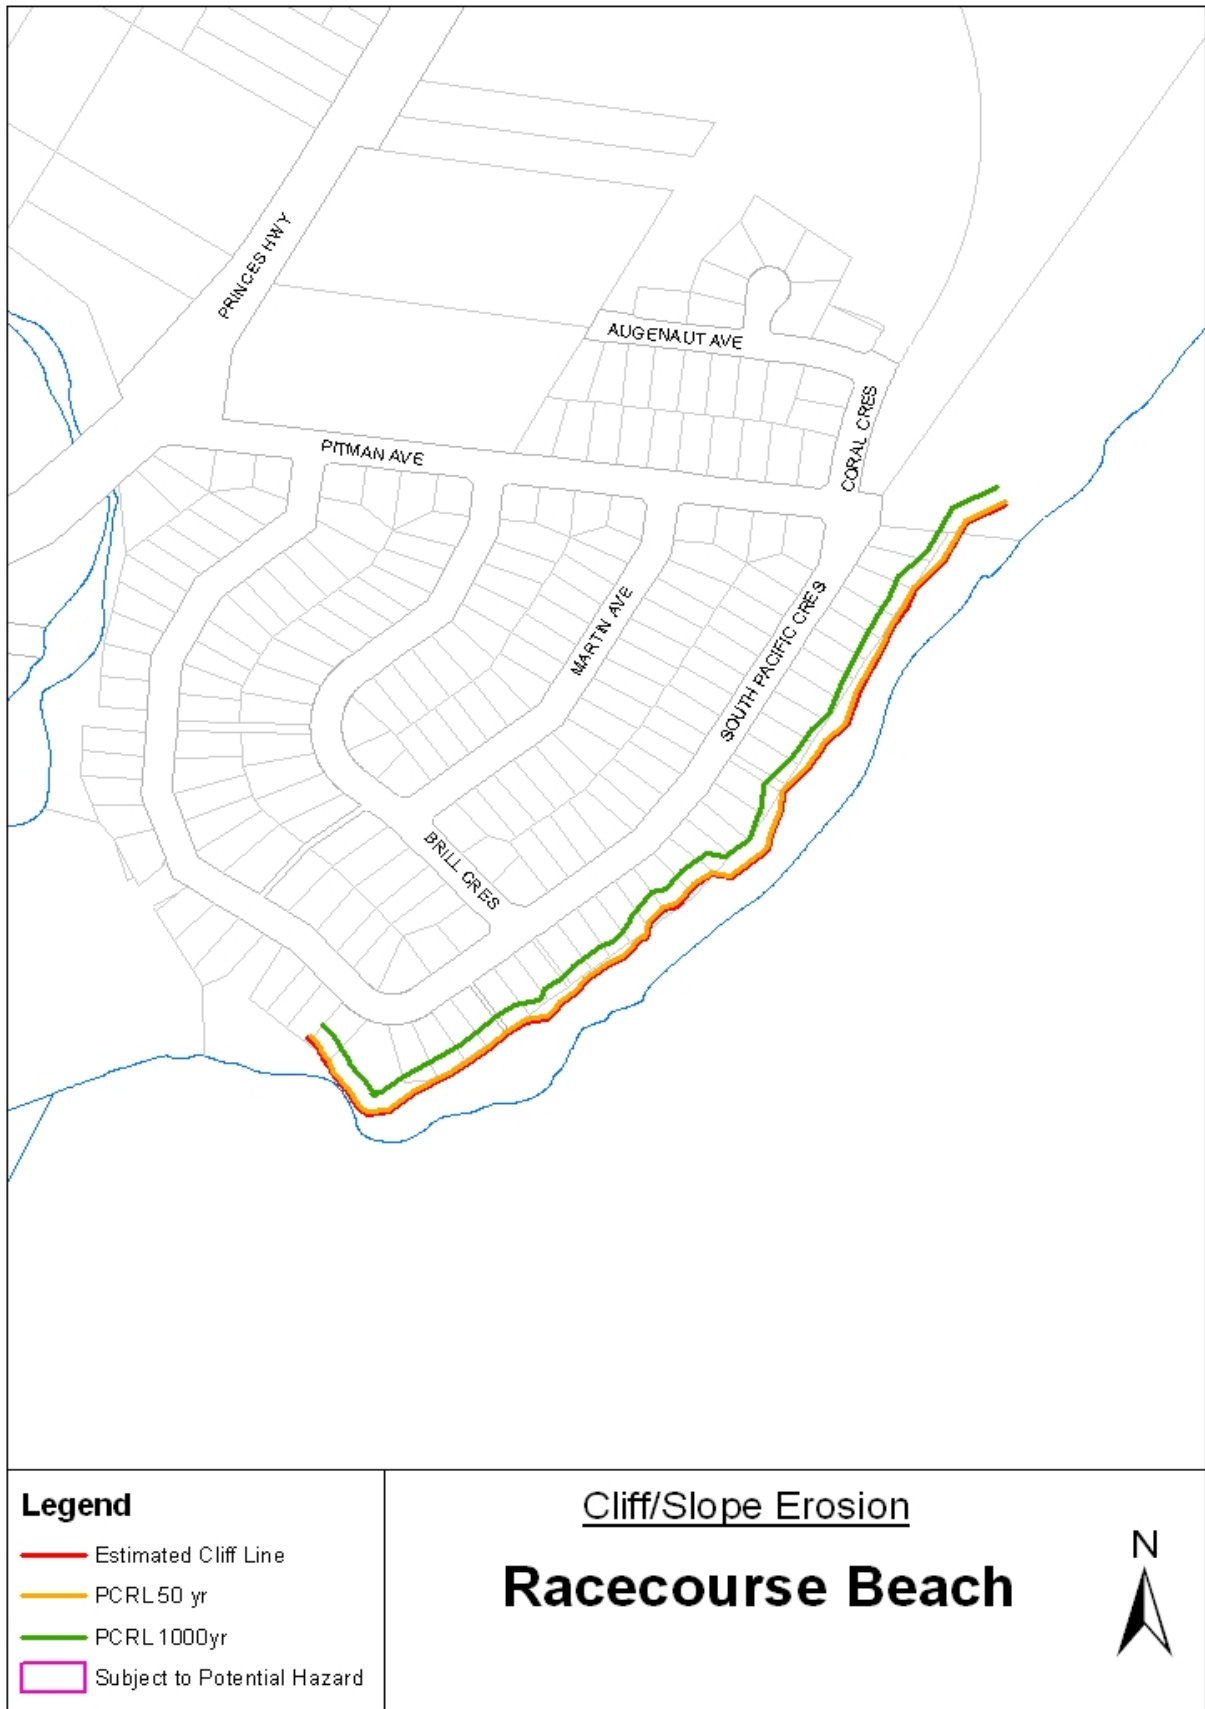 PRINCES HWY
AUGENAUT AVE
CORAL CRES
PITMAN AVE
MARTIN AVE
SOUTH PACIFIC CRES
BRILL CRES
Legend
Estimated Cliff Line
PCRL 50 yr
PCRL 1000yr
Subject to Potential Hazard
Cliff/Slope Erosion
Racecourse Beach
N